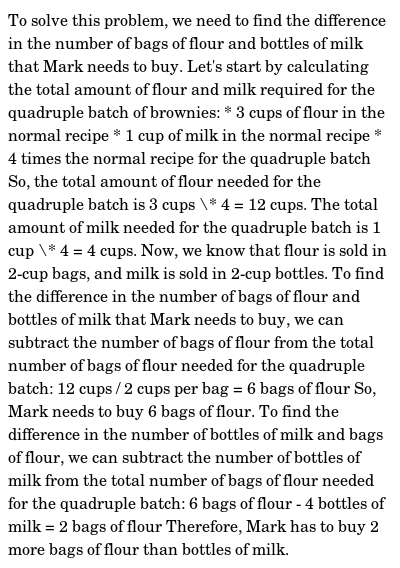 To solve this problem, we need to find the difference
in the number of bags of flour and bottles of milk
that Mark needs to buy. Let's start by calculating
the total amount of flour and milk required for the
quadruple batch of brownies: * 3 cups of flour in the
normal recipe * 1 cup of milk in the normal recipe *
4 times the normal recipe for the quadruple batch
So, the total amount of flour needed for the
quadruple batch is 3 cups \* 4 = 12 cups. The total
amount of milk needed for the quadruple batch is 1
cup \* 4 = 4 cups. Now, we know that flour is sold in
2-cup bags, and milk is sold in 2-cup bottles. To find
the difference in the number of bags of flour and
bottles of milk that Mark needs to buy, we can
subtract the number of bags of flour from the total
number of bags of flour needed for the quadruple
batch: 12 cups / 2 cups per bag = 6 bags of flour So,
Mark needs to buy 6 bags of flour. To find the
difference in the number of bottles of milk and bags
of flour, we can subtract the number of bottles of
milk from the total number of bags of flour needed
for the quadruple batch: 6 bags of flour - 4 bottles of
milk = 2 bags of flour Therefore, Mark has to buy 2
more bags of flour than bottles of milk.